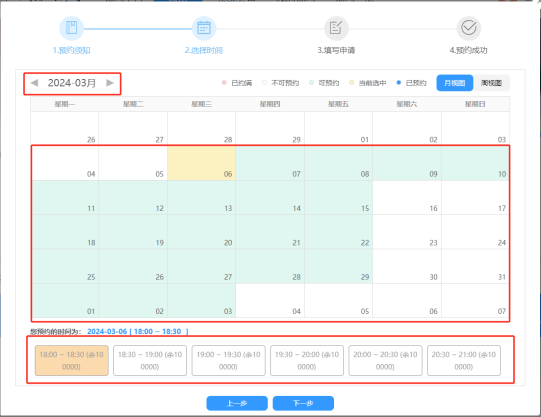 1.预约须知
2.选择时间
3.填写申请
4.预约成功
2024-03月
已约满 不可预约 可预约 当前选中 已预约 月视图 周视图
星期一 星期二 星期三 星期四 星期五 星期六 星期日
26 27 28 29 01 02 03
04 05 06 07 08 09 10
11 12 13 14 15 16 17
18 19 20 21 22 23 24
25 26 27 28 29 30 31
01 02 03 04 05 06 07
您预约的时间为: 2024-03-06 [ 18:00 ~ 18:30 ]
18:00 ~ 18:30 (余10
0000)
18:30 ~ 19:00 (余10
0000)
19:00 ~ 19:30 (余10
0000)
19:30 ~ 20:00 (余10
0000)
20:00 ~ 20:30 (余10
0000)
20:30 ~ 21:00 (余10
0000)
上一步 下一步